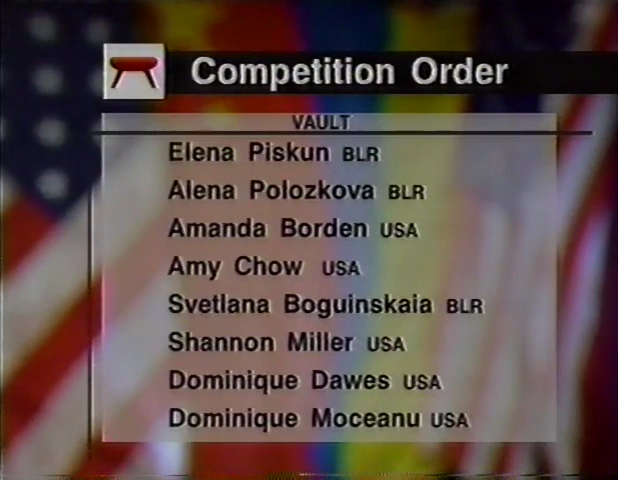 Competition Order
VAULT
Elena Piskun BLR
Alena Polozkova BLR
Amanda Borden USA
Amy Chow USA
Svetlana Boguinskaia BLR
Shannon Miller USA
Dominique Dawes USA
Dominique Moceanu USA